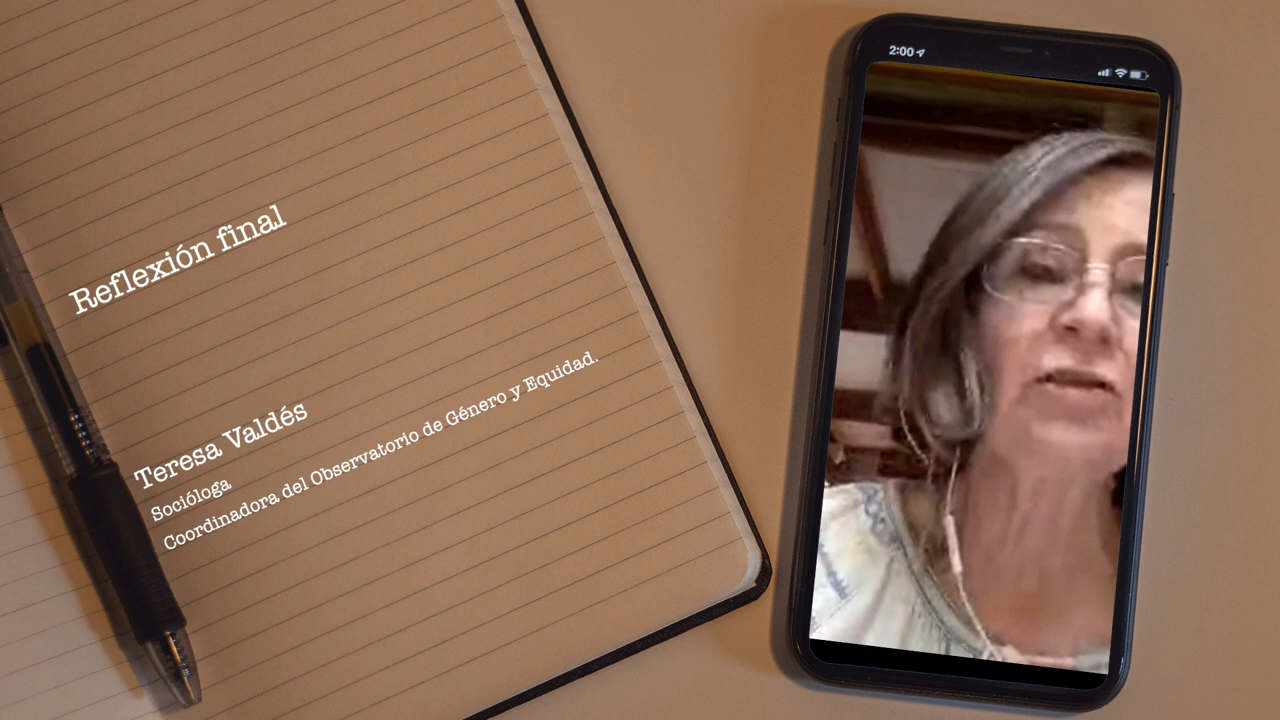 Reflexión final
Teresa Valdés
Socióloga
Coordinadora del Observatorio de Género y Equidad.
2:00